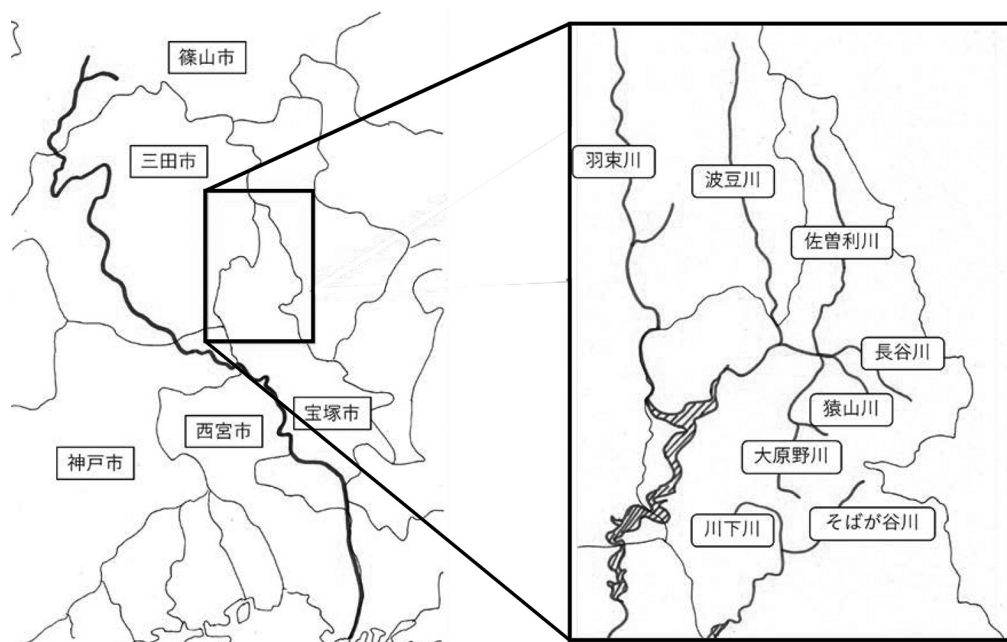 篠山市
三田市
宝塚市
西宮市
神戸市
羽束川
波豆川
佐曽利川
長谷川
猿山川
大原野川
川下川
そばが谷川